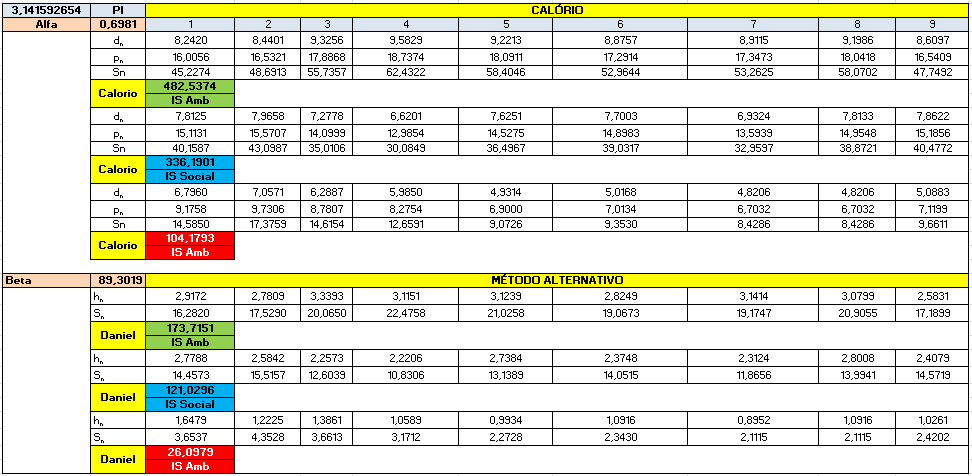 3,141592654 PI CALÓRIO
Alfa 0,6981 1 2 3 4 5 6 7 8 9
dₙ 8,2420 8,4401 9,3256 9,5829 9,2213 8,8757 8,9115 9,1986 8,6097
pₙ 16,0056 16,5321 17,8868 18,7374 18,0911 17,2914 17,3473 18,0418 16,5409
Sn 45,2274 48,6913 55,7357 62,4322 58,4046 52,9644 53,2625 58,0702 47,7492
Calorio 482,5374
IS Amb
dₙ 7,8125 7,9658 7,2778 6,6201 7,6251 7,7003 6,9324 7,8133 7,8622
pₙ 15,1131 15,5707 14,0999 12,9854 14,5275 14,8983 13,5939 14,9548 15,1856
Sn 40,1587 43,0987 35,0106 30,0849 36,4967 39,0317 32,9597 38,8721 40,4772
Calorio 336,1901
IS Social
dₙ 6,7960 7,0571 6,2887 5,9850 4,9314 5,0168 4,8206 4,8206 5,0883
pₙ 9,1758 9,7306 8,7807 8,2754 6,9000 7,0134 6,7032 6,7032 7,1199
Sn 14,5850 17,3759 14,6154 12,6591 9,0726 9,3530 8,4286 8,4286 9,6611
Calorio 104,1793
IS Amb
Beta 89,3019 MÉTODO ALTERNATIVO
hₙ 2,9172 2,7809 3,3393 3,1151 3,1239 2,8249 3,1414 3,0799 2,5831
Sₙ 16,2820 17,5290 20,0650 22,4758 21,0258 19,0673 19,1747 20,9055 17,1899
Daniel 173,7151
IS Amb
hₙ 2,7788 2,5842 2,2573 2,2206 2,7384 2,3748 2,3124 2,8008 2,4079
Sₙ 14,4573 15,5157 12,6039 10,8306 13,1389 14,0515 11,8656 13,9941 14,5719
Daniel 121,0296
IS Social
hₙ 1,6479 1,2225 1,3861 1,0589 0,9934 1,0916 0,8952 1,0916 1,0261
Sₙ 3,6537 4,3528 3,6613 3,1712 2,2728 2,3430 2,1115 2,1115 2,4202
Daniel 26,0979
IS Amb